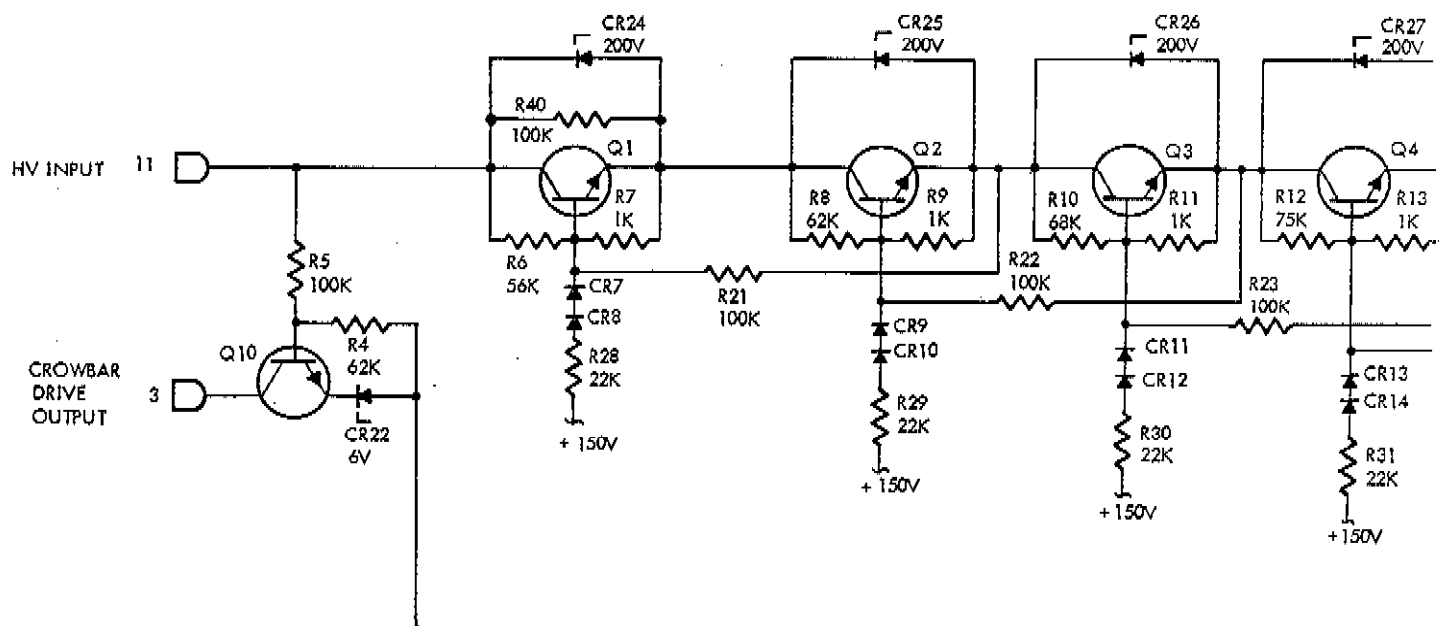 CR24
200V
CR25
200V
CR26
200V
CR27
200V
R40
100K
HV INPUT
11
Q1
Q2
Q3
Q4
R7
1K
R8
62K
R9
1K
R10
68K
R11
1K
R12
75K
R13
1K
R6
56K
R5
100K
R21
100K
R22
100K
R23
100K
CR7
CR8
R28
22K
+ 150V
CR9
CR10
R29
22K
+ 150V
CR11
CR12
R30
22K
+150V
CR13
CR14
R31
22K
+150V
R4
62K
Q10
CROWBAR
DRIVE
OUTPUT
3
CR22
6V